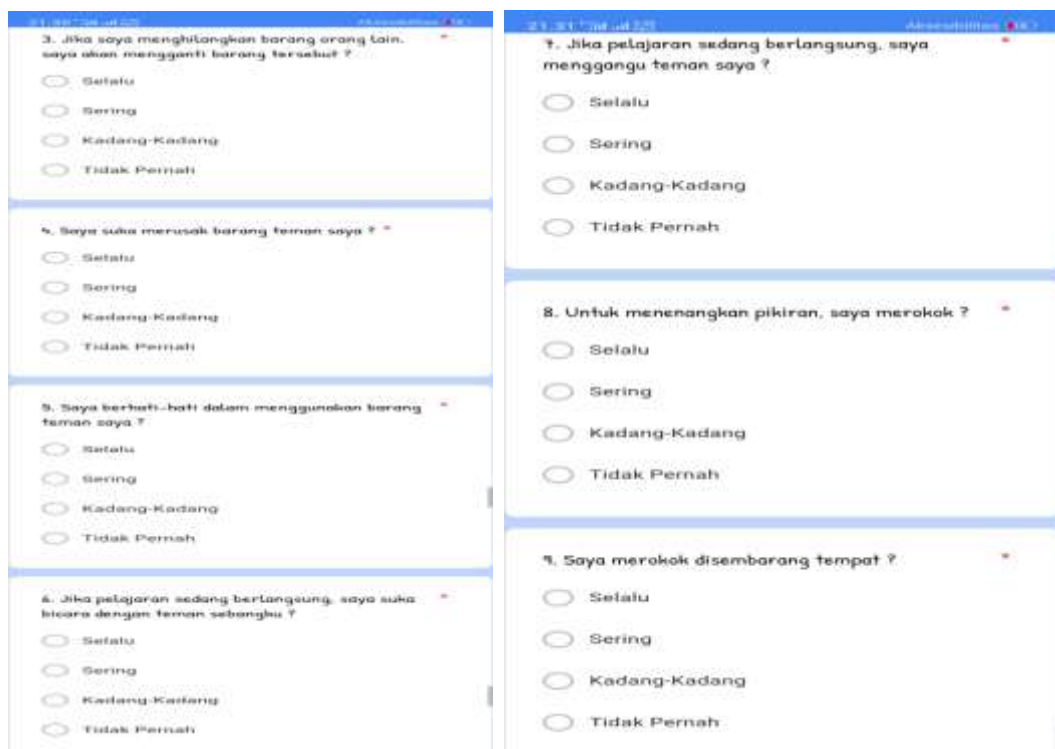 3. Jika saya menghilangkan barang orang lain, *
saya akan mengganti barang tersebut ?
Selalu
Sering
Kadang-Kadang
Tidak Pernah
4. Saya suka merusak barang teman saya ? *
Selalu
Sering
Kadang-Kadang
Tidak Pernah
5. Saya berhati-hati dalam menggunakan barang *
teman saya ?
Selalu
Sering
Kadang-Kadang
Tidak Pernah
6. Jika pelajaran sedang berlangsung, saya suka *
bicara dengan teman sebangku ?
Selalu
Sering
Kadang-Kadang
Tidak Pernah
7. Jika pelajaran sedang berlangsung, saya *
menggangu teman saya ?
Selalu
Sering
Kadang-Kadang
Tidak Pernah
8. Untuk menenangkan pikiran, saya merokok ? *
Selalu
Sering
Kadang-Kadang
Tidak Pernah
9. Saya merokok disembarang tempat ? *
Selalu
Sering
Kadang-Kadang
Tidak Pernah